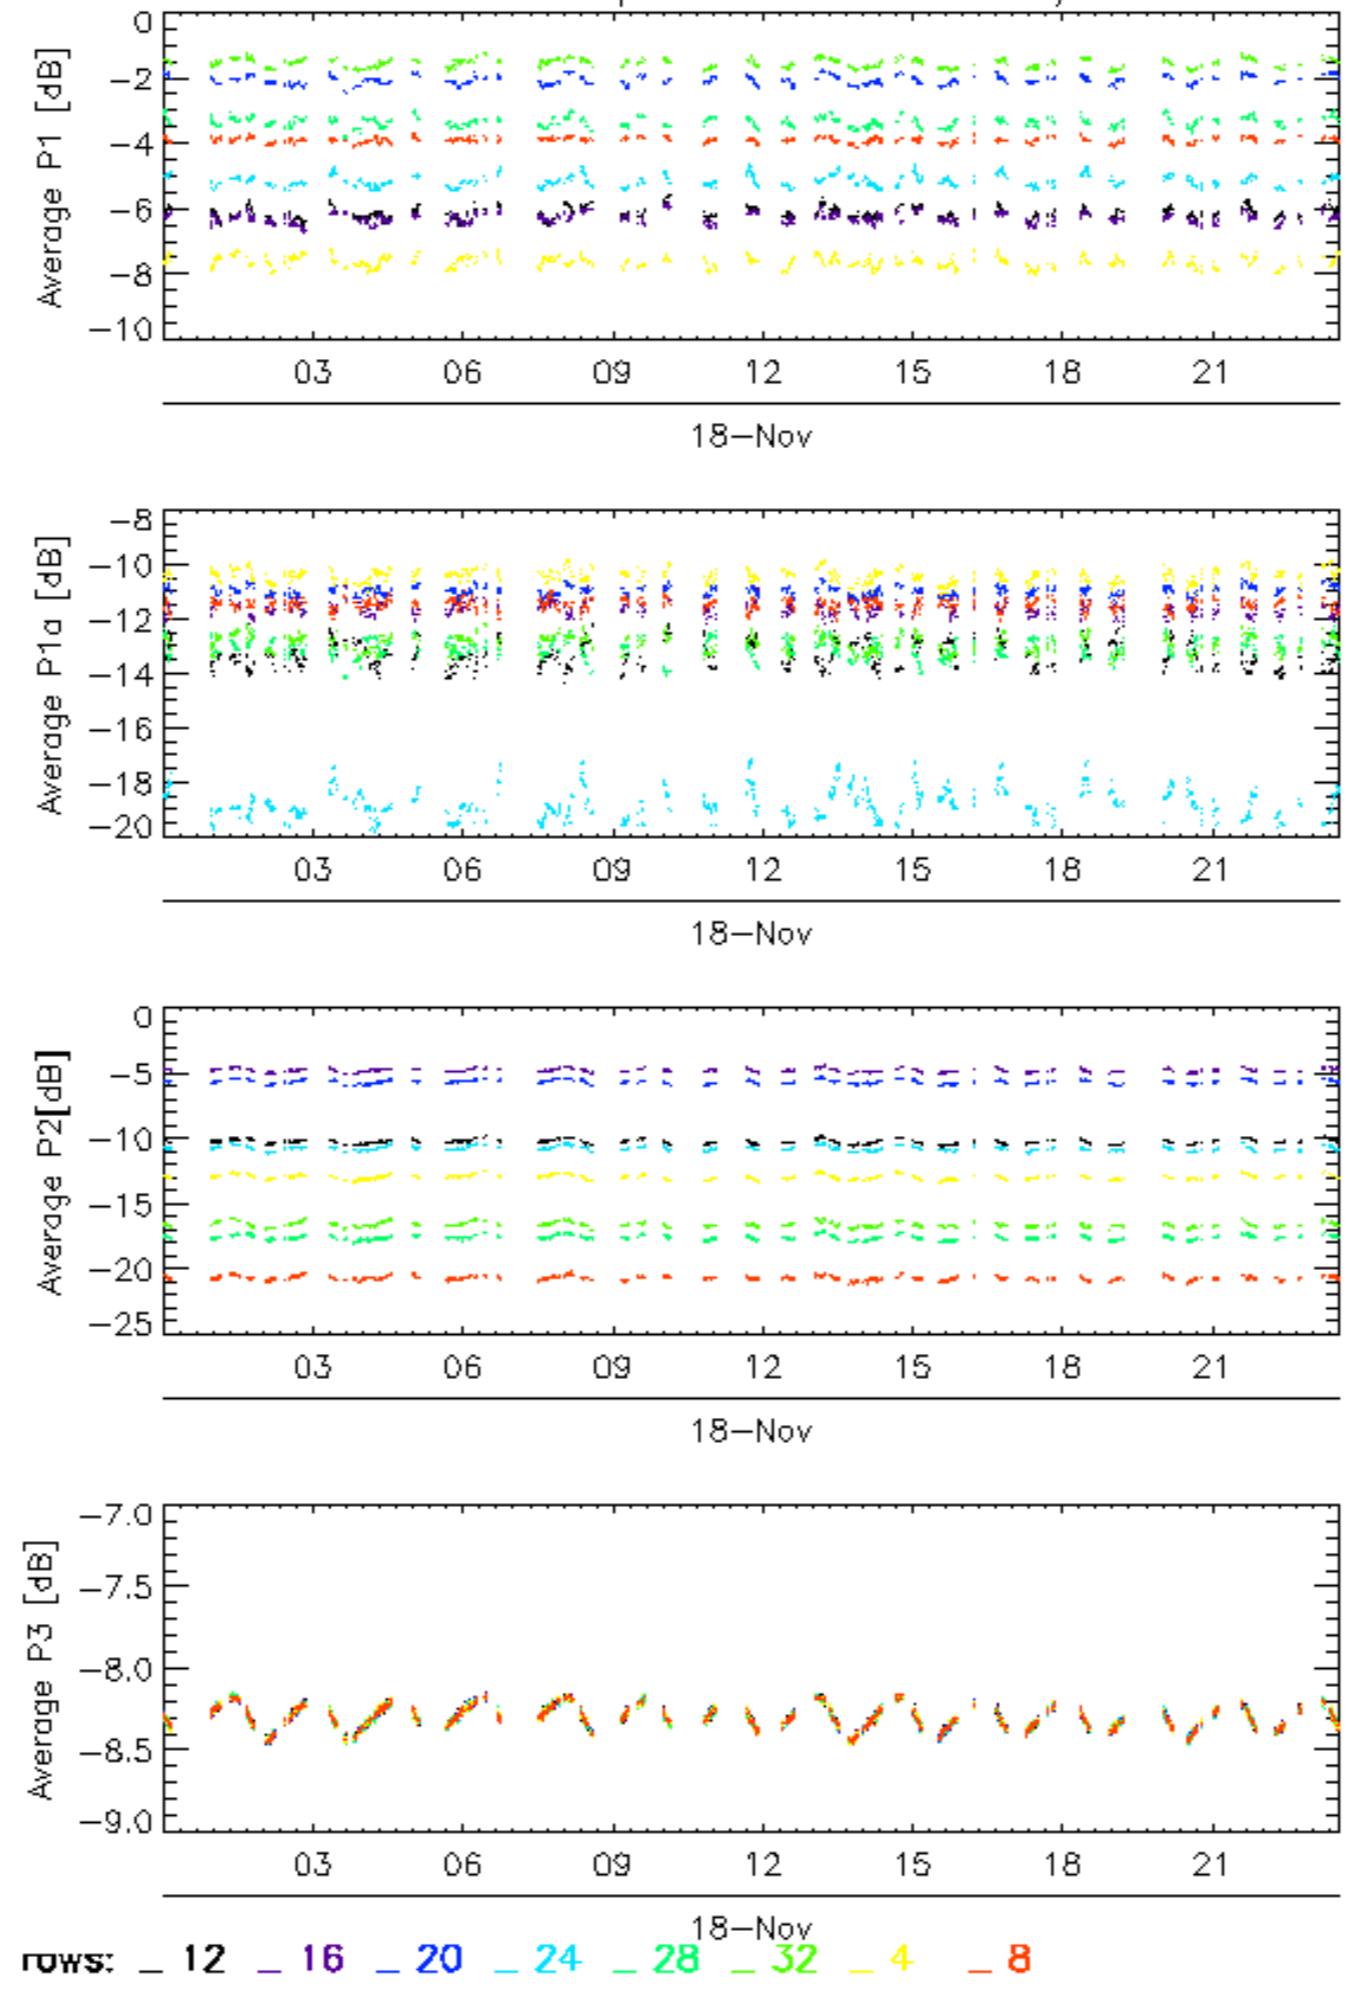 Average P1 [dB]
0
−2
−4
−6
−8
−10
03 06 09 12 15 18 21
18−Nov
Average P1a [dB]
−8
−10
−12
−14
−16
−18
−20
03 06 09 12 15 18 21
18−Nov
Average P2[dB]
0
−5
−10
−15
−20
−25
03 06 09 12 15 18 21
18−Nov
Average P3 [dB]
−7.0
−7.5
−8.0
−8.5
−9.0
03 06 09 12 15 18 21
18−Nov
rows: _ 12 _ 16 _ 20 _ 24 _ 28 _ 32 _ 4 _ 8